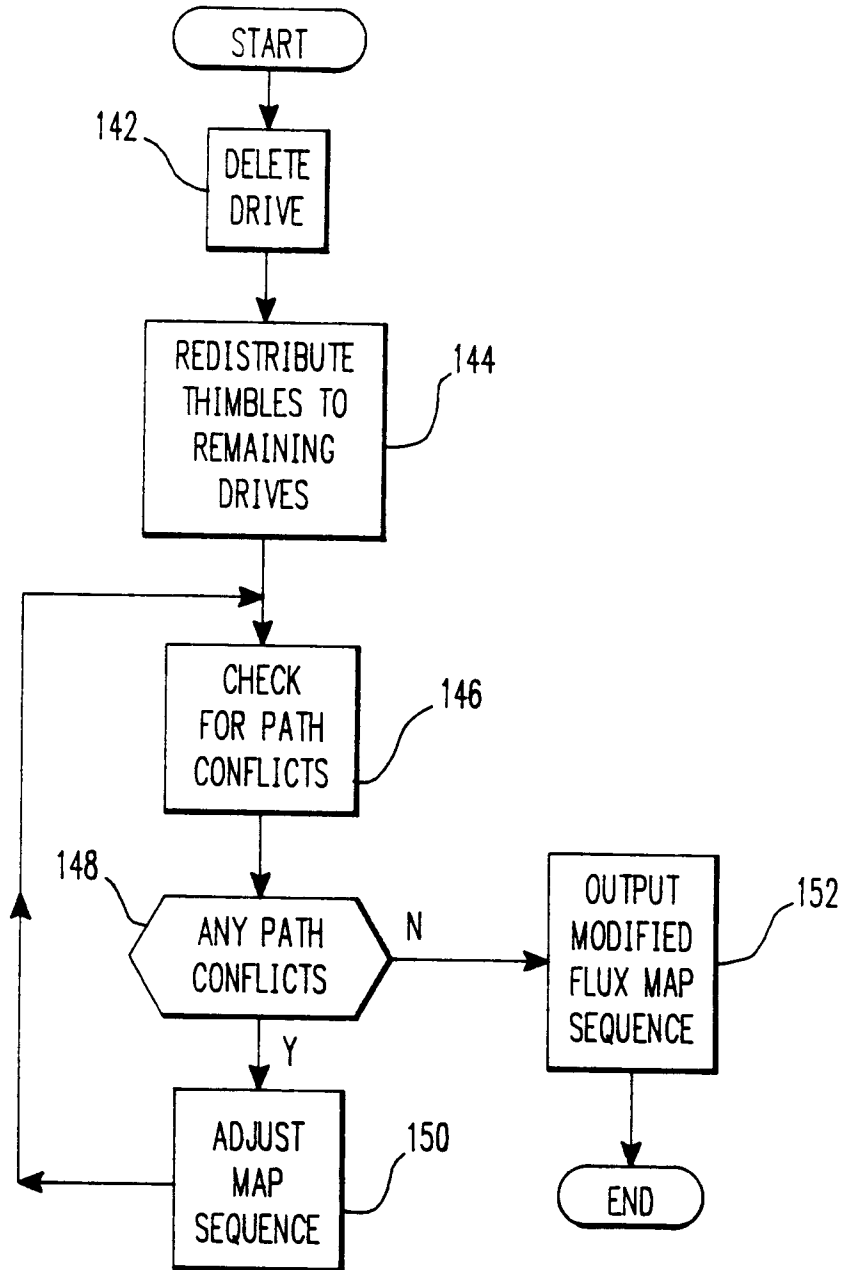 START
142
DELETE
DRIVE
REDISTRIBUTE
THIMBLES TO
REMAINING
DRIVES
144
CHECK
FOR PATH
CONFLICTS
146
148
ANY PATH
CONFLICTS
N
Y
OUTPUT
MODIFIED
FLUX MAP
SEQUENCE
152
ADJUST
MAP
SEQUENCE
150
END